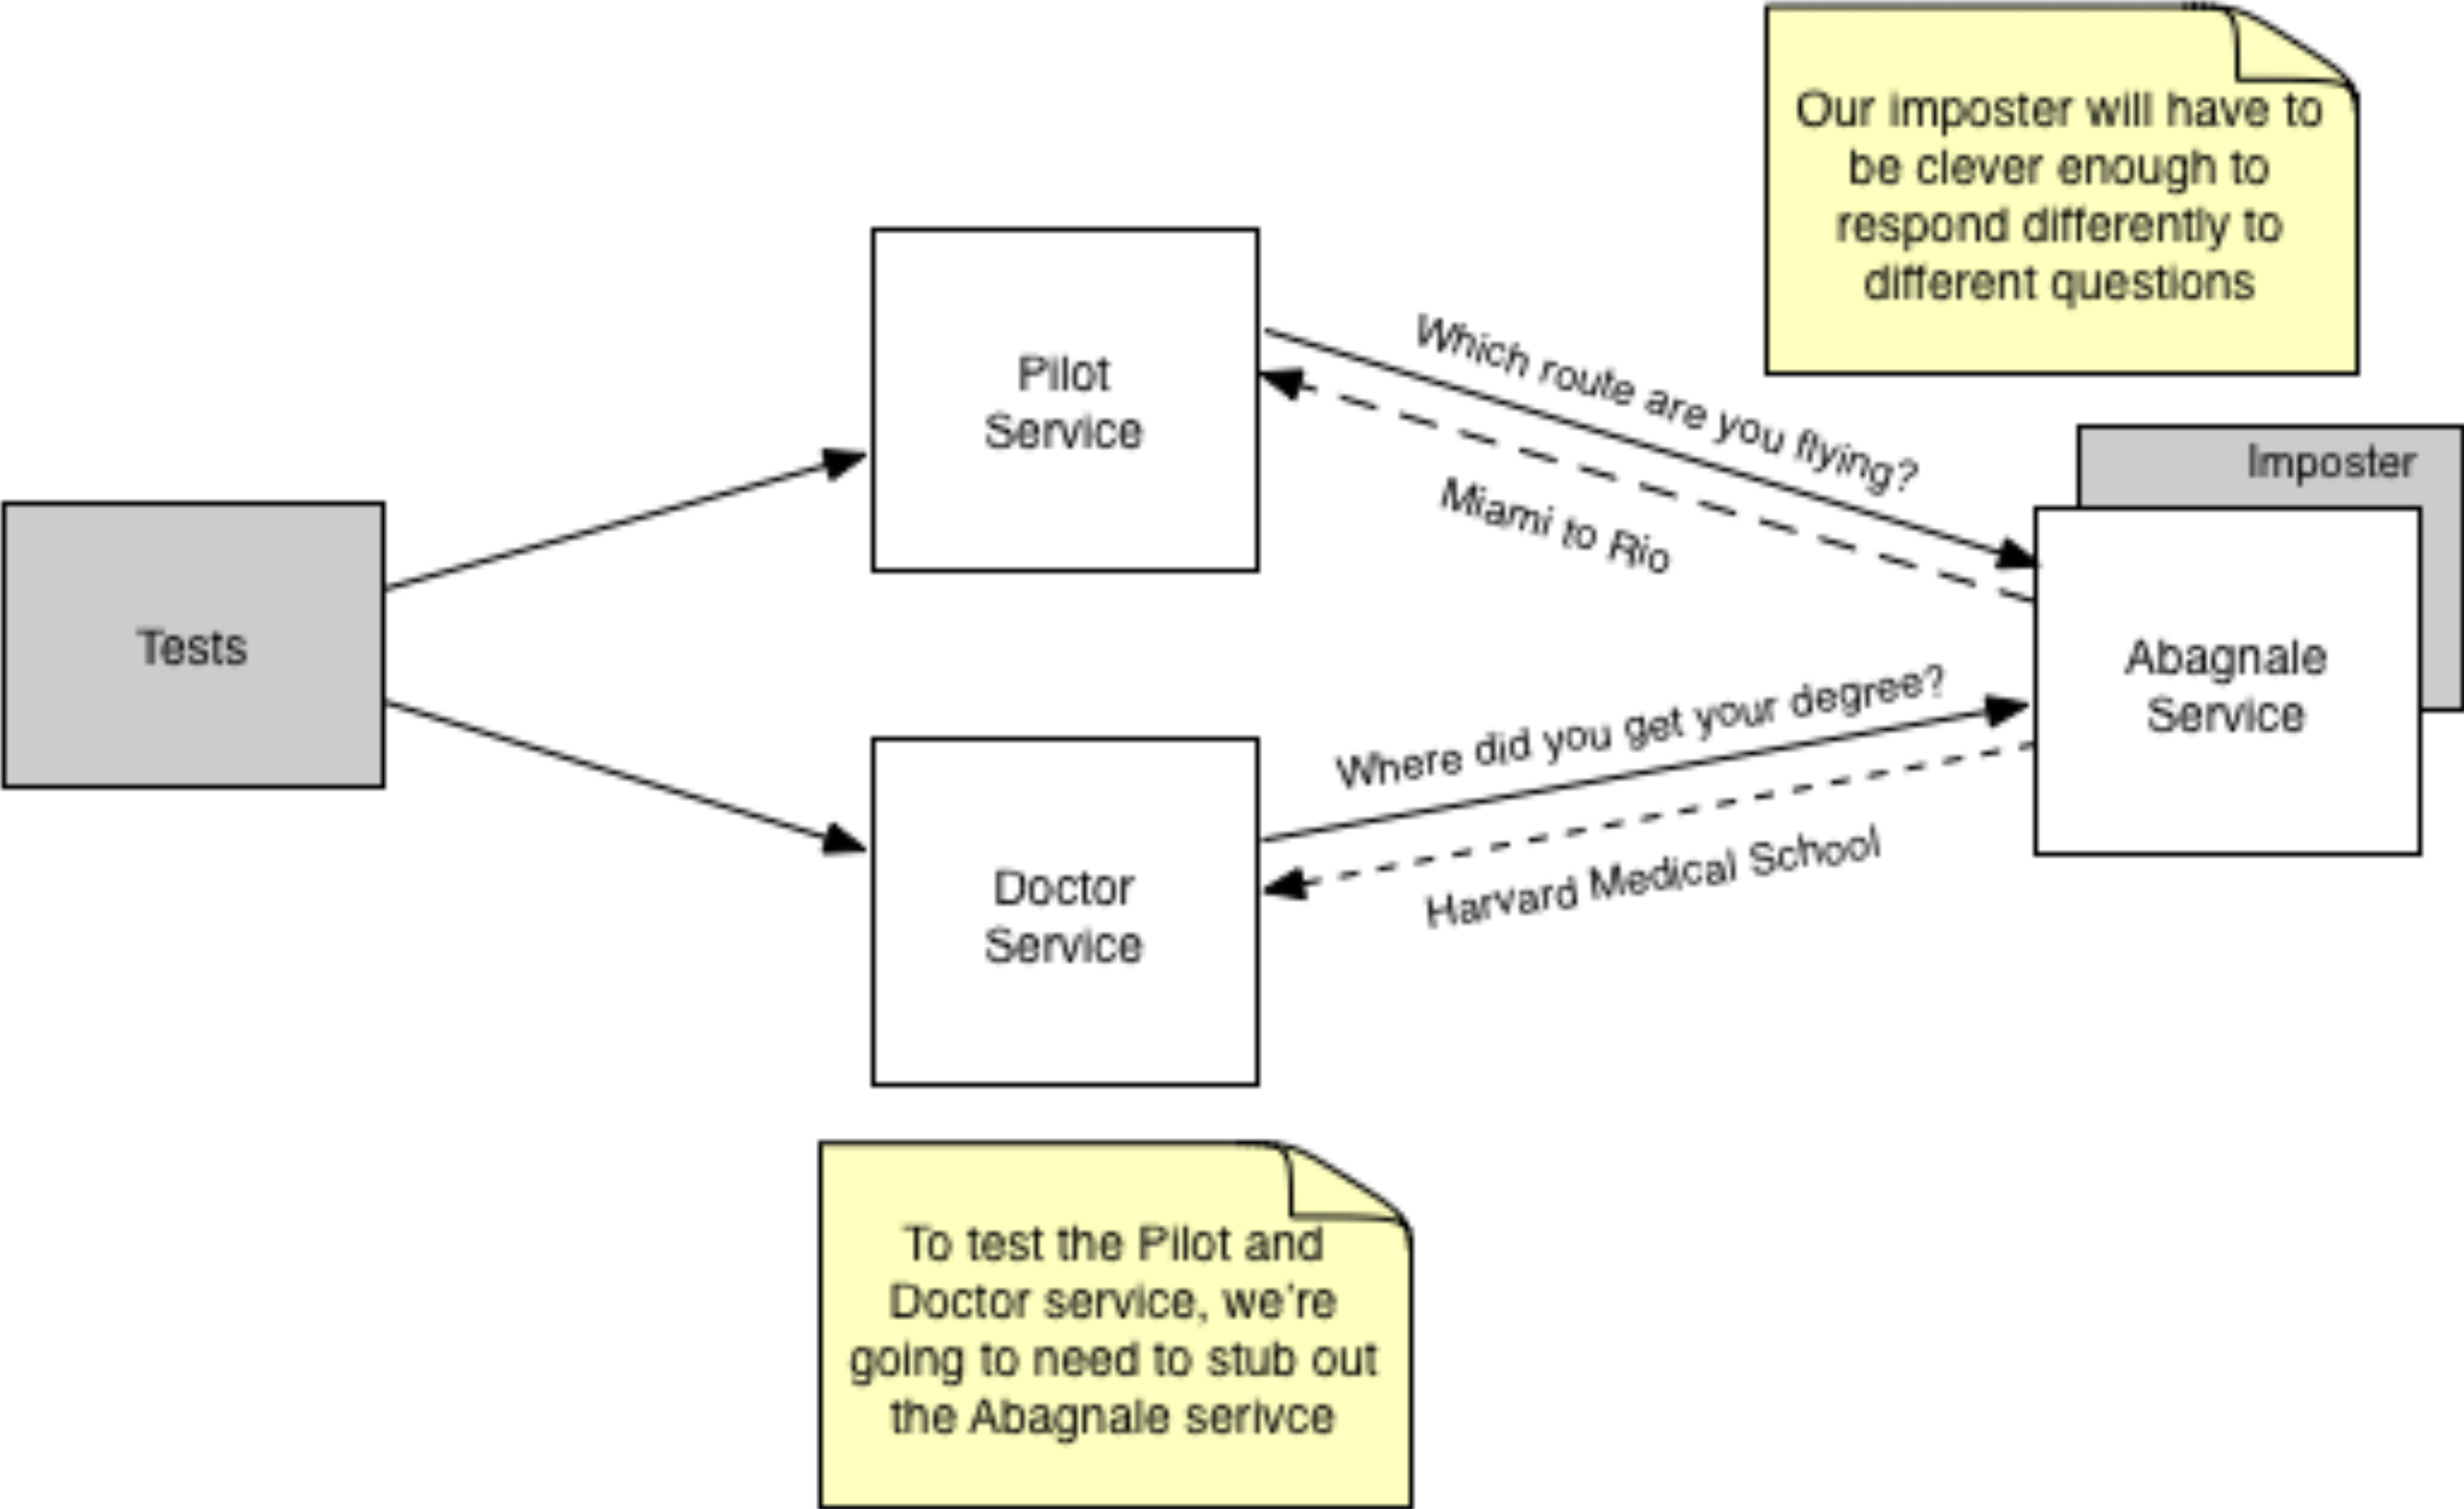 Our imposter will have to
be clever enough to
respond differently to
different questions
Pilot
Service
Which route are you flying?
Miami to Rio
Imposter
Tests
Abagnale
Service
Where did you get your degree?
Harvard Medical School
Doctor
Service
To test the Pilot and
Doctor service, we're
going to need to stub out
the Abagnale serivce